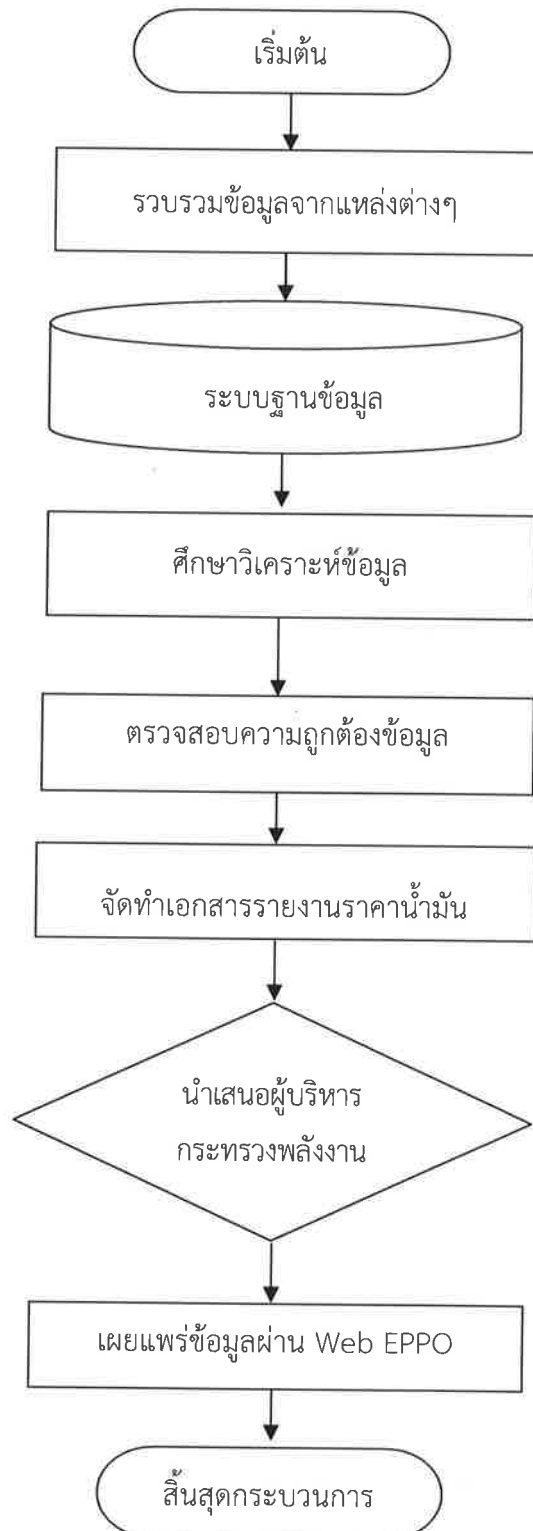 เริ่มต้น
รวบรวมข้อมูลจากแหล่งต่างๆ
ระบบฐานข้อมูล
ศึกษาวิเคราะห์ข้อมูล
ตรวจสอบความถูกต้องข้อมูล
จัดทำเอกสารรายงานราคาน้ำมัน
นำเสนอผู้บริหาร
กระทรวงพลังงาน
เผยแพร่ข้อมูลผ่าน Web EPPO
สิ้นสุดกระบวนการ